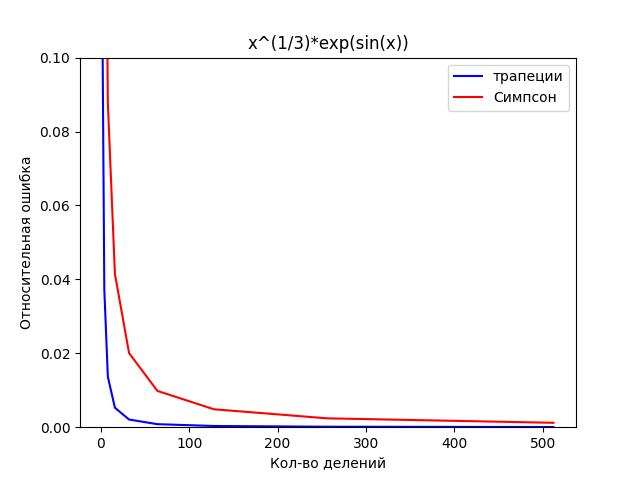 x^(1/3)*exp(sin(x))
трапеции
Симпсон
Относительная ошибка
0.10
0.08
0.06
0.04
0.02
0.00
0
100
200
300
400
500
Кол-во делений